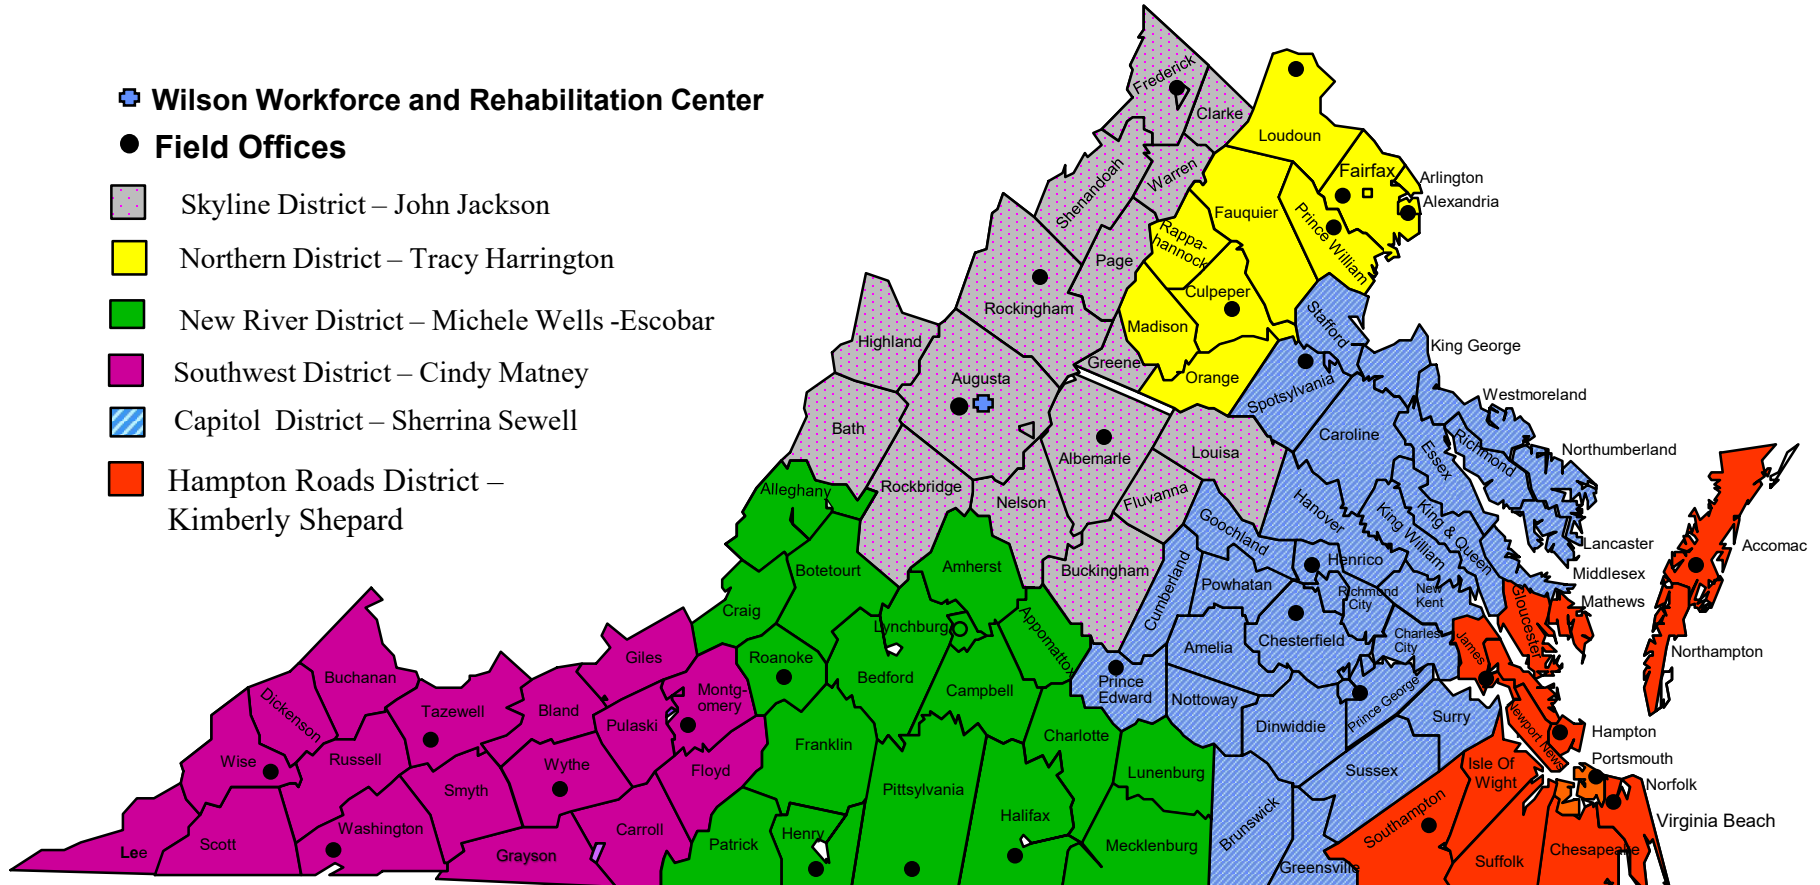 Wilson Workforce and Rehabilitation Center
Field Offices
Skyline District – John Jackson
Northern District – Tracy Harrington
New River District – Michele Wells -Escobar
Southwest District – Cindy Matney
Capitol  District – Sherrina Sewell
Hampton Roads District –
Kimberly Shepard
Frederick
Clarke
Loudoun
Fairfax
Arlington
Alexandria
Shenandoah
Warren
Fauquier
Prince William
Rappa-
hannock
Page
Culpeper
Rockingham
Madison
Stafford
Highland
Greene
Orange
King George
Augusta
Spotsylvania
Westmoreland
Bath
Albemarle
Louisa
Caroline
Essex
Richmond
Northumberland
Alleghany
Rockbridge
Nelson
Fluvanna
Goochland
Hanover
King William
King & Queen
Lancaster
Accomac
Botetourt
Amherst
Buckingham
Cumberland
Powhatan
Henrico
Richmond
City
New
Kent
Middlesex
Mathews
Gloucester
Craig
Lynchburg
Appomattox
Amelia
Chesterfield
Charles
City
James
Northampton
Giles
Roanoke
Bedford
Campbell
Prince
Edward
Nottoway
Dinwiddie
Prince George
Surry
Newport News
Hampton
Buchanan
Dickenson
Tazewell
Bland
Pulaski
Montg-
omery
Franklin
Charlotte
Lunenburg
Sussex
Isle Of
Wight
Portsmouth
Norfolk
Wise
Russell
Smyth
Wythe
Floyd
Pittsylvania
Halifax
Mecklenburg
Brunswick
Southampton
Virginia Beach
Lee
Scott
Washington
Grayson
Carroll
Patrick
Henry
Greensville
Suffolk
Chesapeake